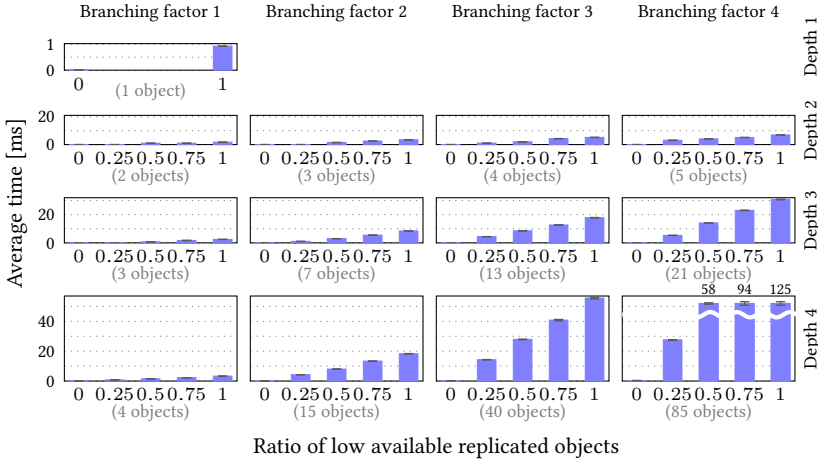 Branching factor 1 Branching factor 2 Branching factor 3 Branching factor 4
Average time [ms]
1
0
0 1
(1 object)
Depth 1
20
0
0 0.25 0.5 0.75 1 0 0.25 0.5 0.75 1 0 0.25 0.5 0.75 1 0 0.25 0.5 0.75 1
(2 objects) (3 objects) (4 objects) (5 objects)
Depth 2
20
0
0 0.25 0.5 0.75 1 0 0.25 0.5 0.75 1 0 0.25 0.5 0.75 1 0 0.25 0.5 0.75 1
(3 objects) (7 objects) (13 objects) (21 objects)
Depth 3
58 94 125
40
20
0
0 0.25 0.5 0.75 1 0 0.25 0.5 0.75 1 0 0.25 0.5 0.75 1 0 0.25 0.5 0.75 1
(4 objects) (15 objects) (40 objects) (85 objects)
Depth 4
Ratio of low available replicated objects